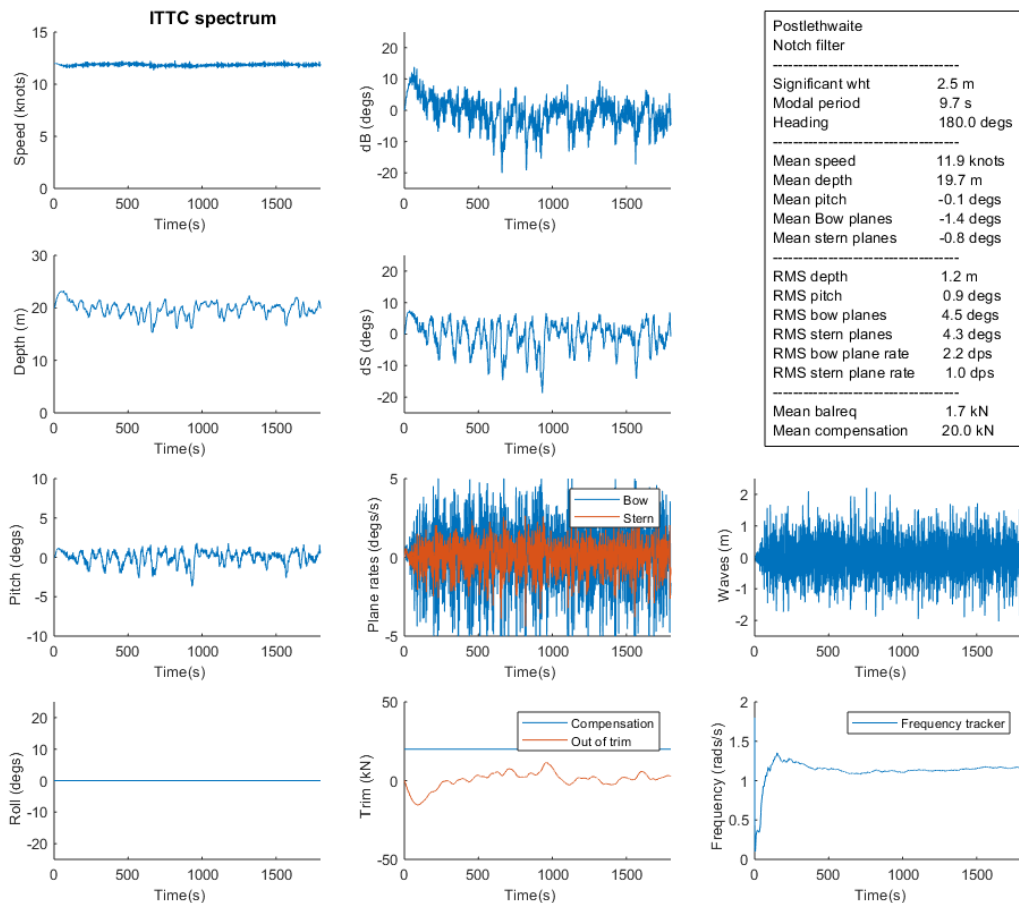 ITTC spectrum
15
10
5
0
Speed (knots)
0 500 1000 1500
Time(s)
20
10
0
-10
-20
dB (degs)
0 500 1000 1500
Time(s)
Postlethwaite
Notch filter
--------------------------------
Significant wht 2.5 m
Modal period 9.7 s
Heading 180.0 degs
--------------------------------
Mean speed 11.9 knots
Mean depth 19.7 m
Mean pitch -0.1 degs
Mean Bow planes -1.4 degs
Mean stern planes -0.8 degs
--------------------------------
RMS depth 1.2 m
RMS pitch 0.9 degs
RMS bow planes 4.5 degs
RMS stern planes 4.3 degs
RMS bow plane rate 2.2 dps
RMS stern plane rate 1.0 dps
--------------------------------
Mean balreq 1.7 kN
Mean compensation 20.0 kN
30
20
10
0
Depth (m)
0 500 1000 1500
Time(s)
20
10
0
-10
-20
dS (degs)
0 500 1000 1500
Time(s)
10
5
0
-5
-10
Pitch (degs)
0 500 1000 1500
Time(s)
5
0
-5
Plane rates (degs/s)
Bow
Stern
0 500 1000 1500
Time(s)
2
1
0
-1
-2
Waves (m)
0 500 1000 1500
Time(s)
20
10
0
-10
-20
Roll (degs)
0 500 1000 1500
Time(s)
50
0
-50
Trim (kN)
Compensation
Out of trim
0 500 1000 1500
Time(s)
2
1.5
1
0.5
0
Frequency (rads/s)
Frequency tracker
0 500 1000 1500
Time(s)